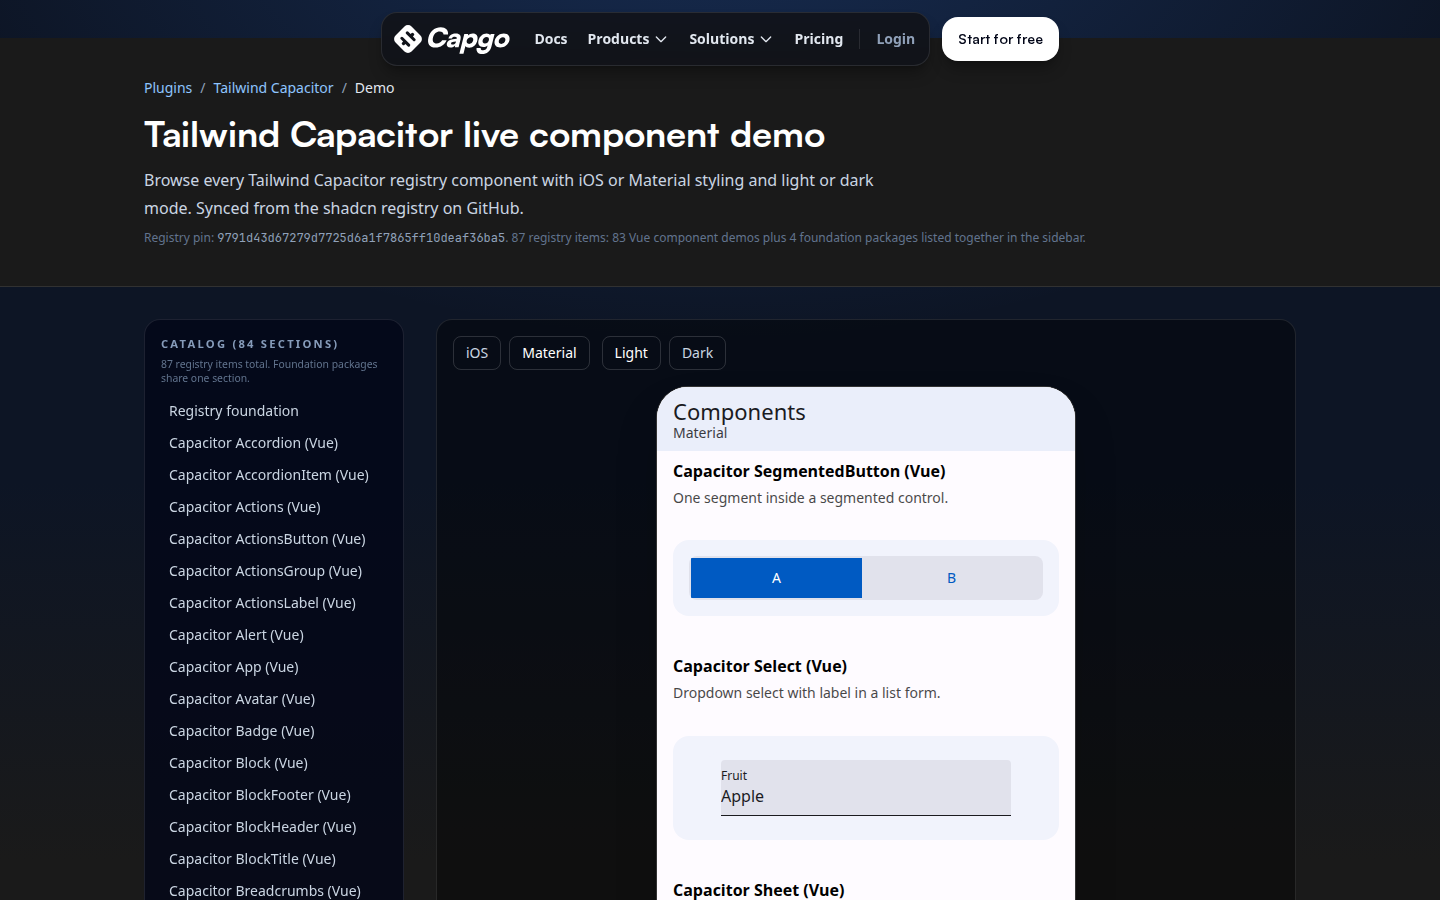 Capgo
Docs
Products
Solutions
Pricing
Login
Start for free
Plugins / Tailwind Capacitor / Demo
Tailwind Capacitor live component demo
Browse every Tailwind Capacitor registry component with iOS or Material styling and light or dark
mode. Synced from the shadcn registry on GitHub.
Registry pin: 9791d43d67279d7725d6a1f7865ff10deaf36ba5. 87 registry items: 83 Vue component demos plus 4 foundation packages listed together in the sidebar.
CATALOG (84 SECTIONS)
87 registry items total. Foundation packages
share one section.
Registry foundation
Capacitor Accordion (Vue)
Capacitor AccordionItem (Vue)
Capacitor Actions (Vue)
Capacitor ActionsButton (Vue)
Capacitor ActionsGroup (Vue)
Capacitor ActionsLabel (Vue)
Capacitor Alert (Vue)
Capacitor App (Vue)
Capacitor Avatar (Vue)
Capacitor Badge (Vue)
Capacitor Block (Vue)
Capacitor BlockFooter (Vue)
Capacitor BlockHeader (Vue)
Capacitor BlockTitle (Vue)
Capacitor Breadcrumbs (Vue)
iOS
Material
Light
Dark
Components
Material
Capacitor SegmentedButton (Vue)
One segment inside a segmented control.
A
B
Capacitor Select (Vue)
Dropdown select with label in a list form.
Fruit
Apple
Capacitor Sheet (Vue)